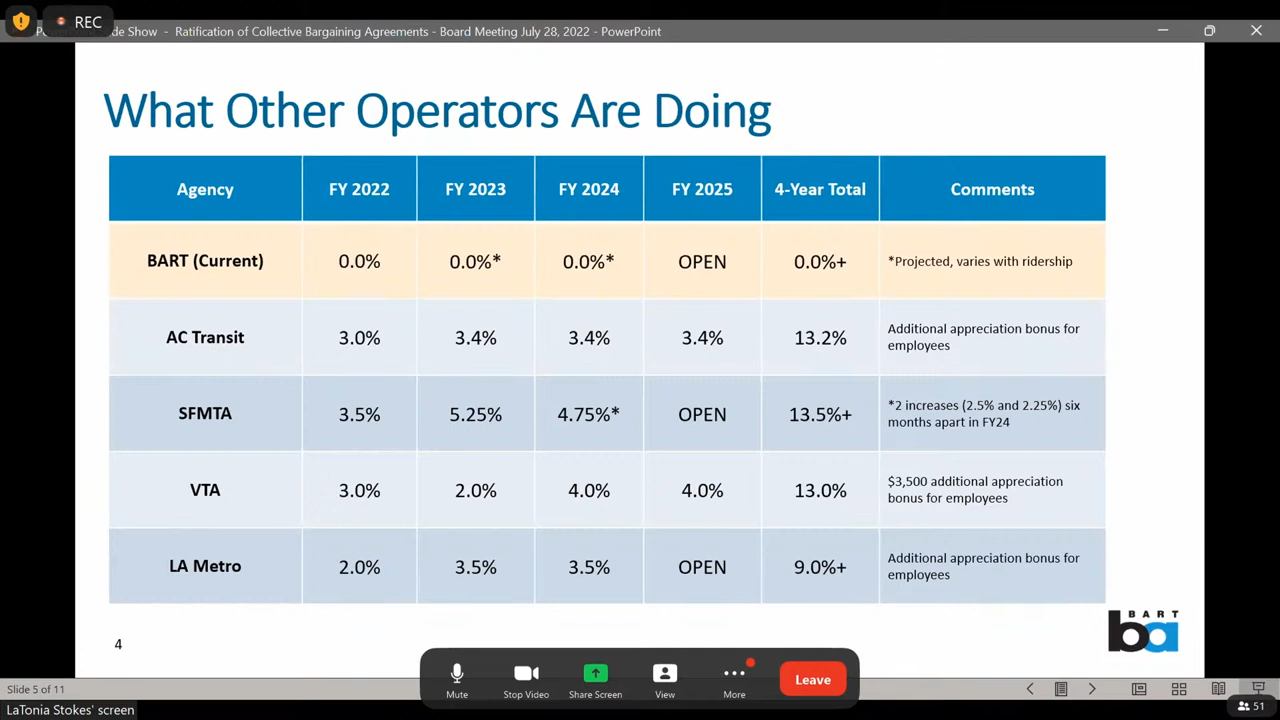 REC
de Show - Ratification of Collective Bargaining Agreements - Board Meeting July 28, 2022 - PowerPoint
What Other Operators Are Doing
Agency FY 2022 FY 2023 FY 2024 FY 2025 4-Year Total Comments
BART (Current) 0.0% 0.0%* 0.0%* OPEN 0.0%+ *Projected, varies with ridership
AC Transit 3.0% 3.4% 3.4% 3.4% 13.2% Additional appreciation bonus for
employees
SFMTA 3.5% 5.25% 4.75%* OPEN 13.5%+ *2 increases (2.5% and 2.25%) six
months apart in FY24
VTA 3.0% 2.0% 4.0% 4.0% 13.0% $3,500 additional appreciation
bonus for employees
LA Metro 2.0% 3.5% 3.5% OPEN 9.0%+ Additional appreciation bonus for
employees
BART
ba
4
Mute Stop Video Share Screen View More Leave
Slide 5 of 11
LaTonia Stokes' screen
51